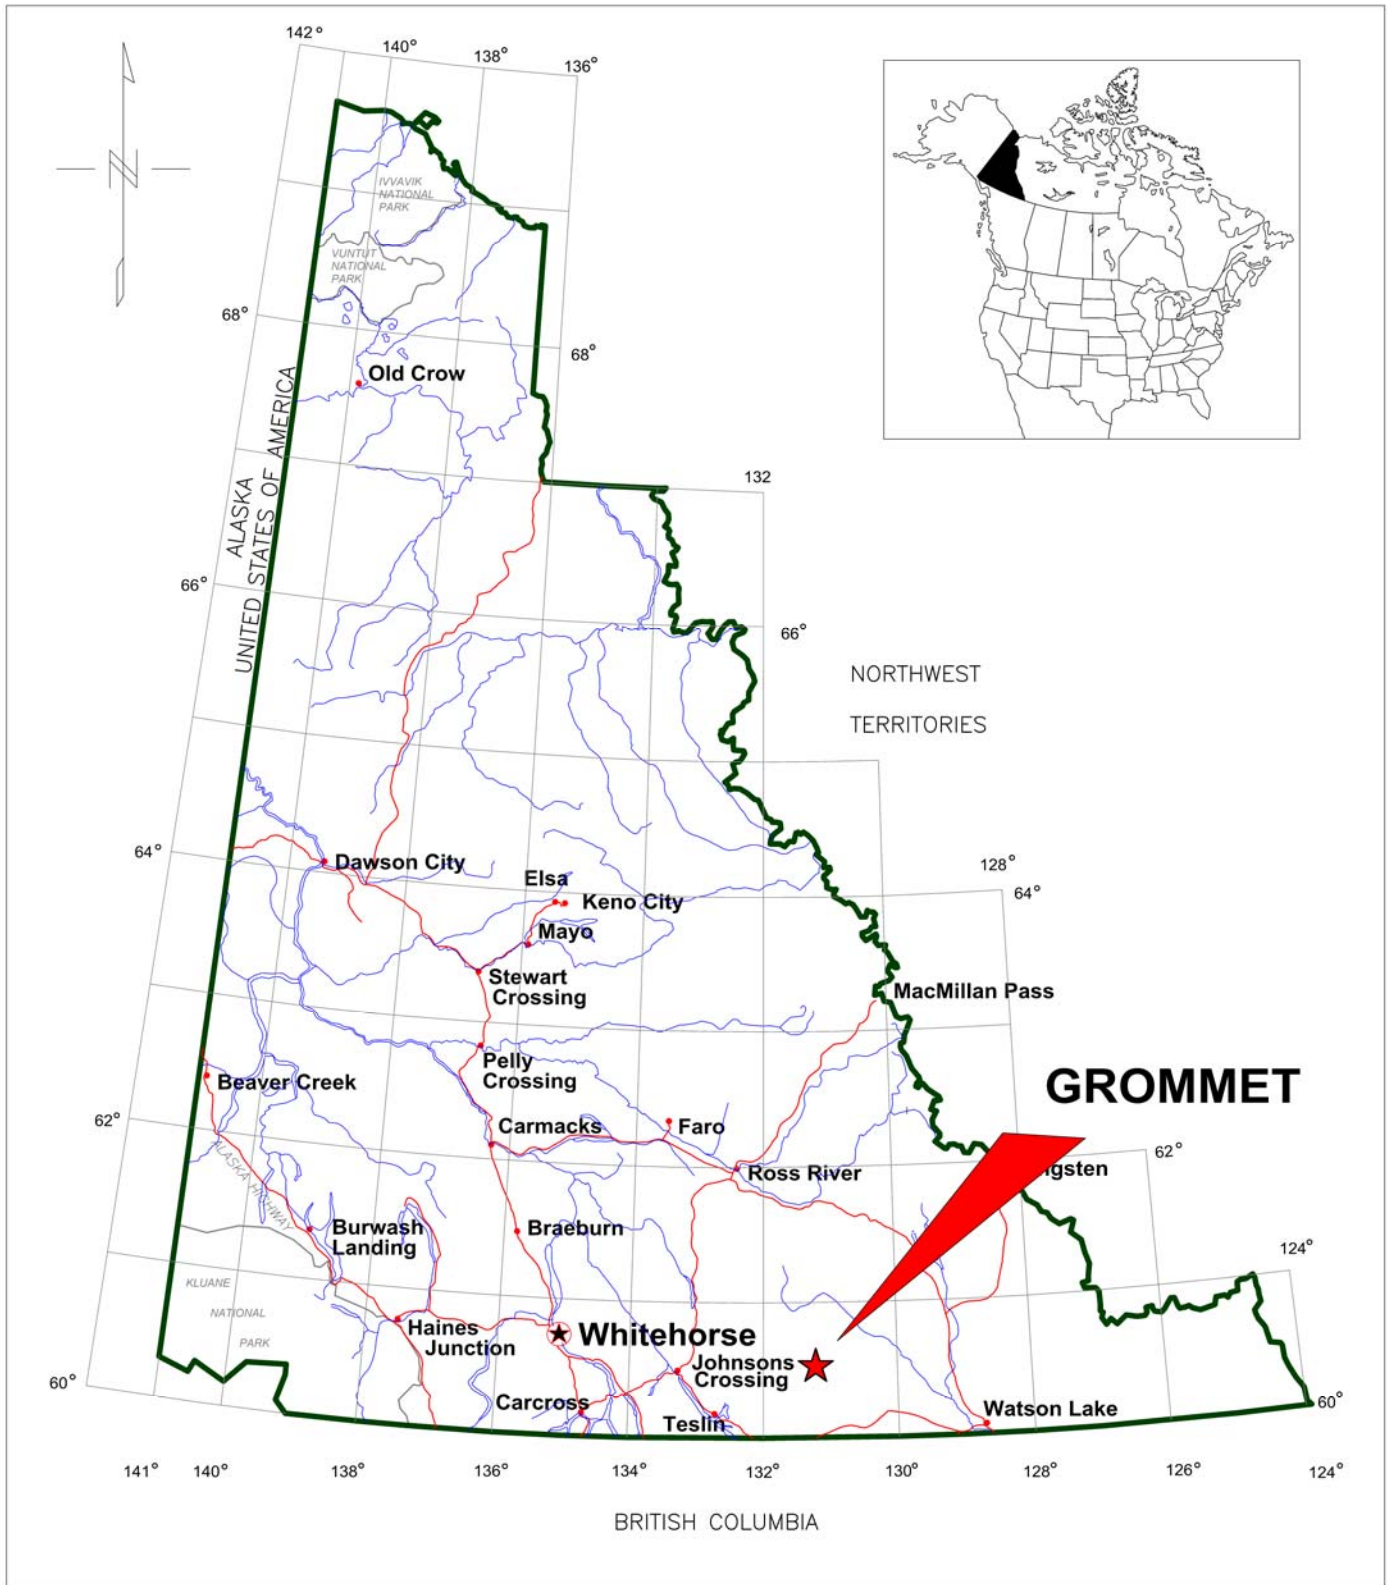 142°
140°
138°
136°
N
IVVAVIK
NATIONAL
PARK
VUNTUT
NATIONAL
PARK
68°
68°
Old Crow
ALASKA
UNITED STATES OF AMERICA
132
66°
66°
NORTHWEST
TERRITORIES
64°
Dawson City
Elsa
Keno City
128°
64°
Mayo
Stewart
Crossing
MacMillan Pass
Pelly
Crossing
Beaver Creek
GROMMET
62°
Carmacks
Faro
62°
ALASKA HIGHWAY
Ross River
ngsten
Burwash
Landing
Braeburn
124°
KLUANE
NATIONAL
PARK
Haines
Junction
Whitehorse
Johnsons
Crossing
60°
Carcross
Teslin
Watson Lake
60°
141°
140°
138°
136°
134°
132°
130°
128°
126°
124°
BRITISH COLUMBIA